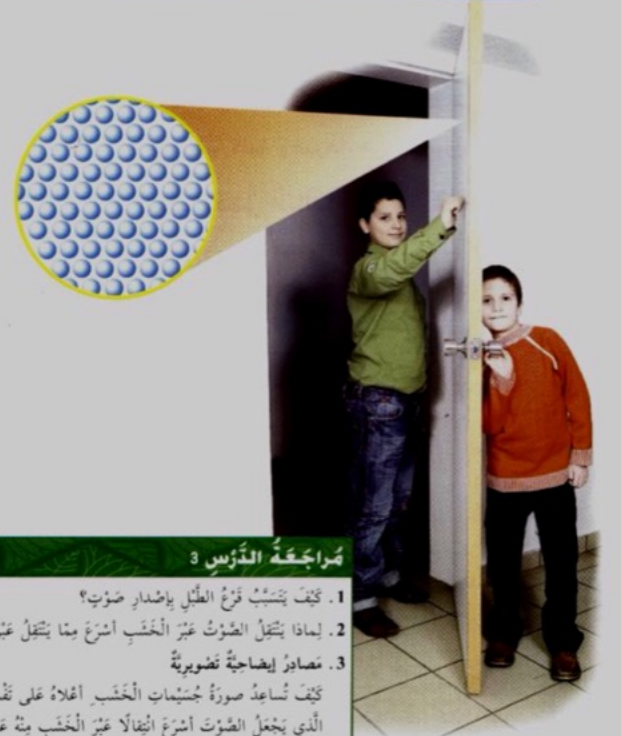 مُراجَعَةُ الدَّرْسِ 3
1. كَيْفَ يَتَسَبَّبُ قَرْعُ الطَّبْلِ بِإِصْدارِ صَوْتٍ؟
2. لِماذا يَنْتَقِلُ الصَّوْتُ عَبْرَ الْخَشَبِ أَسْرَعَ مِمّا يَنْتَقِلُ
3. مَصادِرُ إيضاحِيَّةٌ تَصْويرِيَّةٌ
كَيْفَ تُساعِدُ صورَةُ جُسَيْماتِ الْخَشَبِ أَعْلاهُ عَلى
الَّذي يَجْعَلُ الصَّوْتَ أَسْرَعَ انْتِقالًا عَبْرَ الْخَشَبِ مِنْهُ